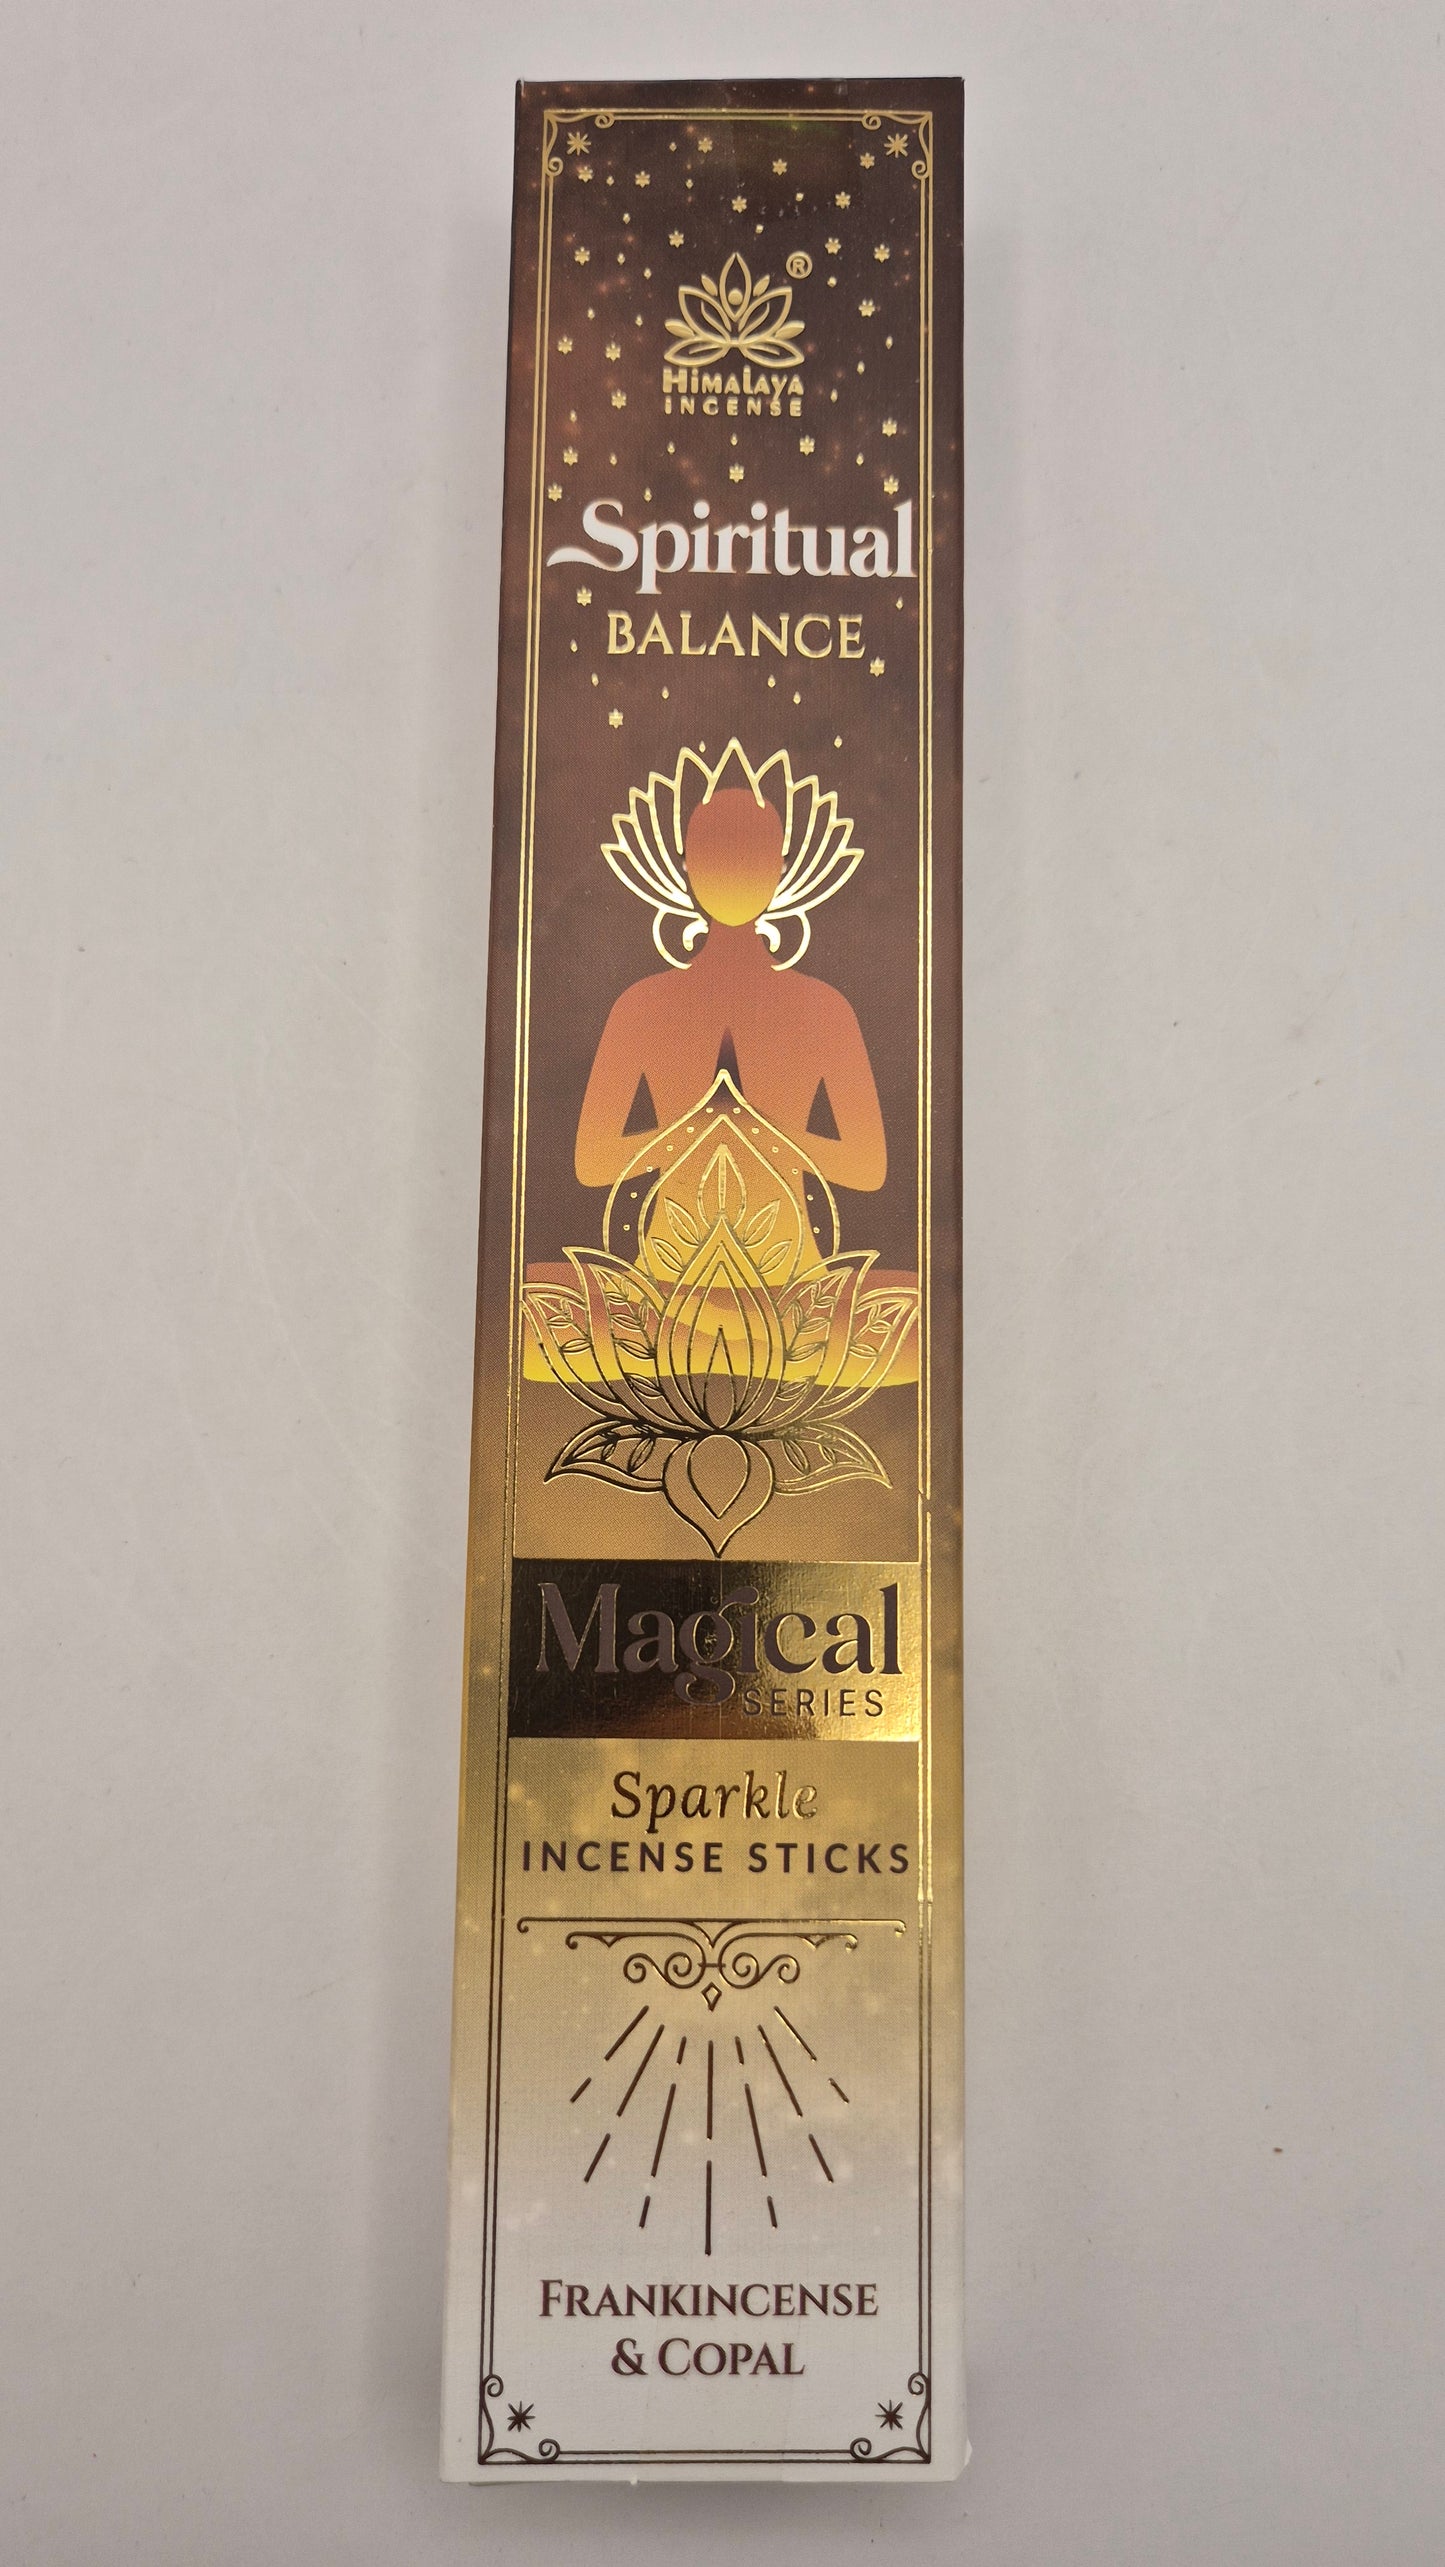 ®
HiMALAYA
INCENSE
Spiritual
BALANCE
Magical
SERIES
Sparkle
INCENSE STICKS
FRANKINCENSE
& COPAL